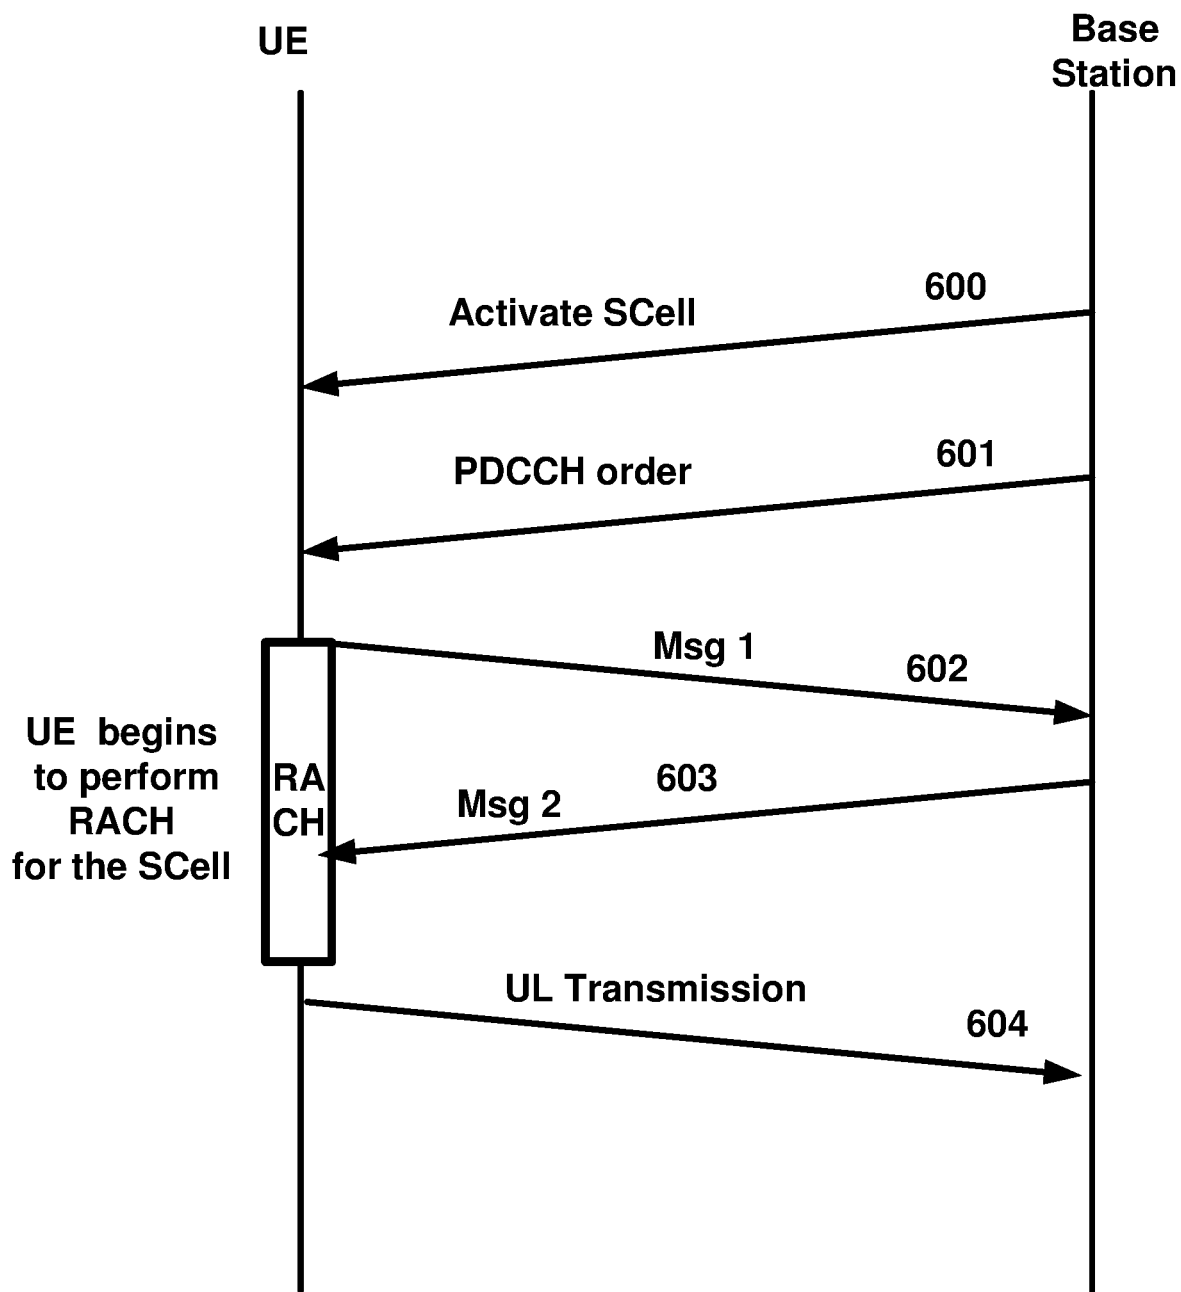 UE
Base
Station
600
Activate SCell
601
PDCCH order
Msg 1
602
UE begins
to perform
RACH
for the SCell
RA
CH
603
Msg 2
UL Transmission
604